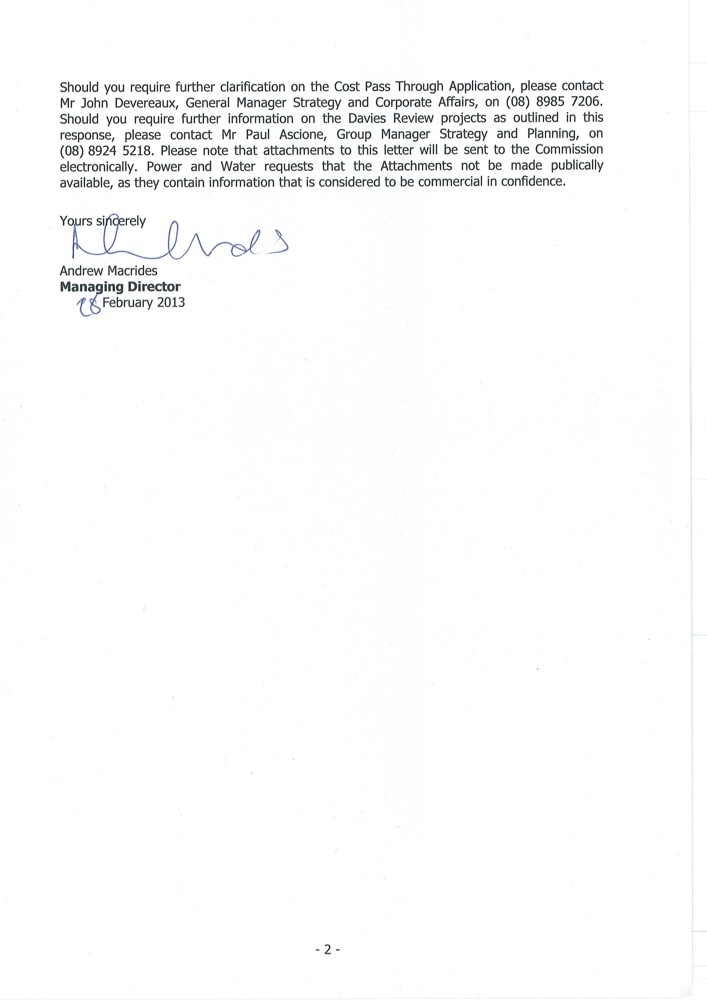 Should you require further clarification on the Cost Pass Through Application, please contact
Mr John Devereaux, General Manager Strategy and Corporate Affairs, on (08) 8985 7206.
Should you require further information on the Davies Review projects as outlined in this
response, please contact Mr Paul Ascione, Group Manager Strategy and Planning, on
(08) 8924 5218. Please note that attachments to this letter will be sent to the Commission
electronically. Power and Water requests that the Attachments not be made publically
available, as they contain information that is considered to be commercial in confidence.
Yours sincerely
Andrew Macrides
Managing Director
28 February 2013
- 2 -